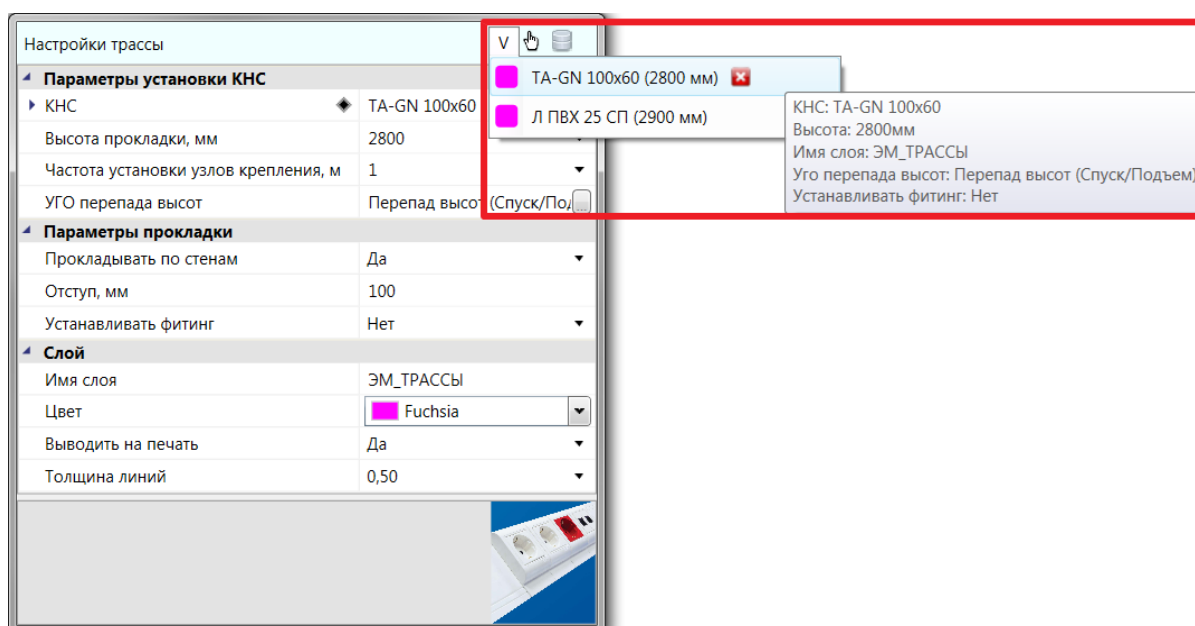 Настройки трассы
V
Параметры установки КНС
КНС TA-GN 100x60
Высота прокладки, мм 2800
Частота установки узлов крепления, м 1
УГО перепада высот Перепад высот (Спуск/Под ...
Параметры прокладки
Прокладывать по стенам Да
Отступ, мм 100
Устанавливать фитинг Нет
Слой
Имя слоя ЭМ_ТРАССЫ
Цвет Fuchsia
Выводить на печать Да
Толщина линий 0,50
TA-GN 100x60 (2800 мм)
Л ПВХ 25 СП (2900 мм)
КНС: TA-GN 100x60
Высота: 2800мм
Имя слоя: ЭМ_ТРАССЫ
Уго перепада высот: Перепад высот (Спуск/Подъем)
Устанавливать фитинг: Нет